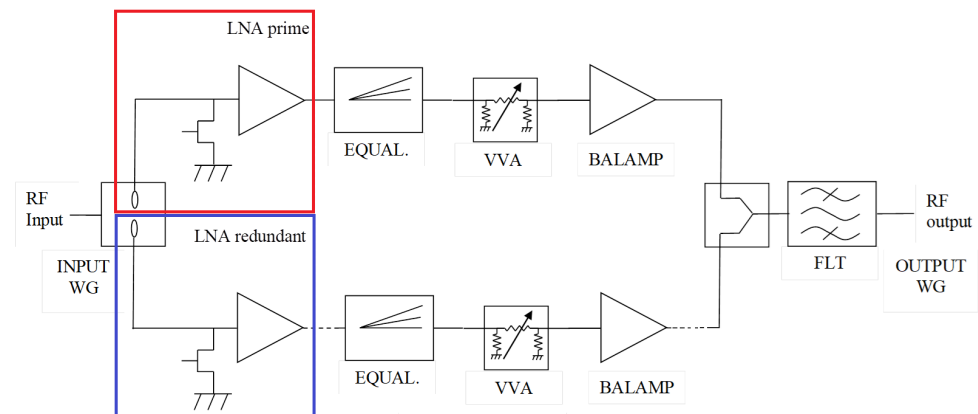 LNA prime
EQUAL.
VVA
BALAMP
RF
Input
INPUT
WG
RF
output
FLT
OUTPUT
WG
LNA redundant
EQUAL.
VVA
BALAMP